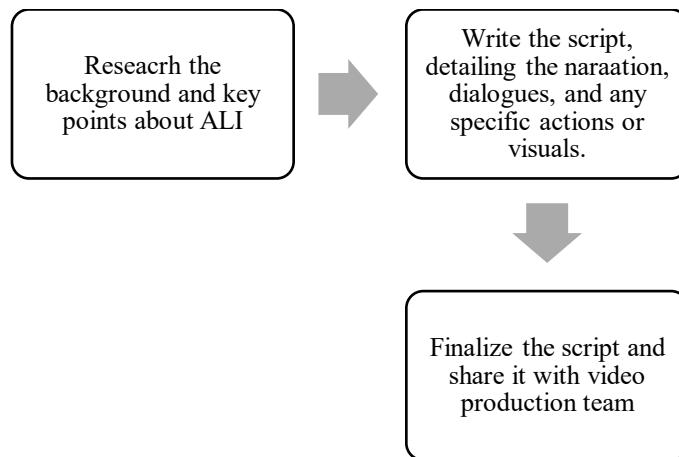 Reseacrh the
background and key
points about ALI
Write the script,
detailing the naraation,
dialogues, and any
specific actions or
visuals.
Finalize the script and
share it with video
production team